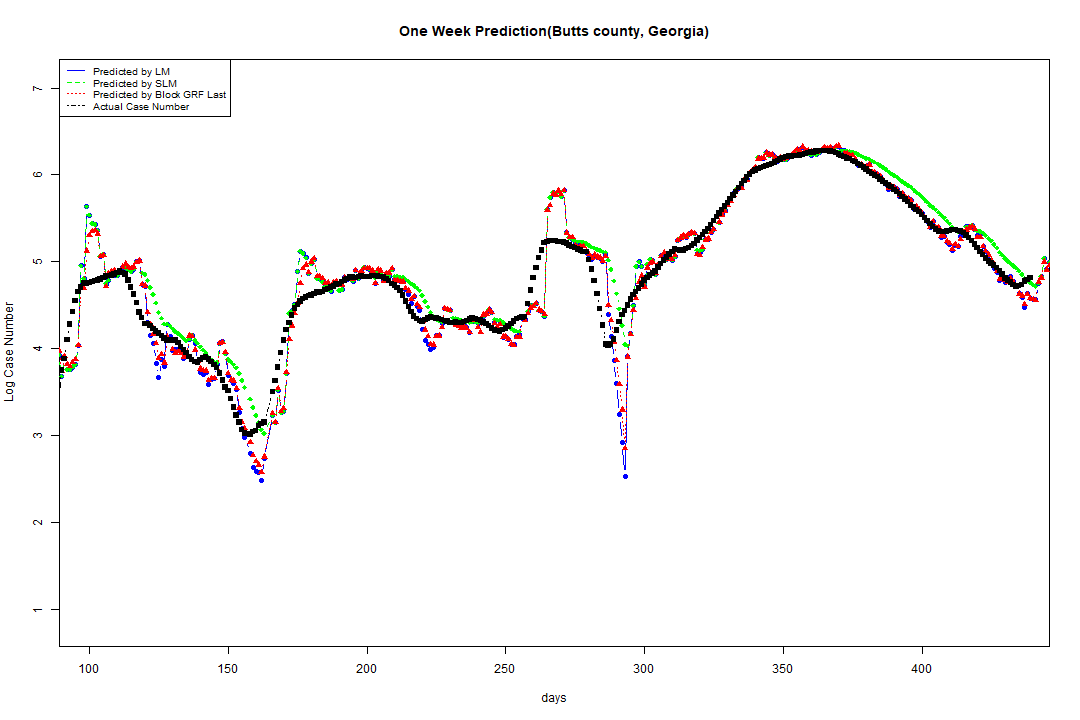 One Week Prediction(Butts county, Georgia)
Predicted by LM
Predicted by SLM
Predicted by Block GRF Last
Actual Case Number
Log Case Number
7
6
5
4
3
2
1
100 150 200 250 300 350 400
days